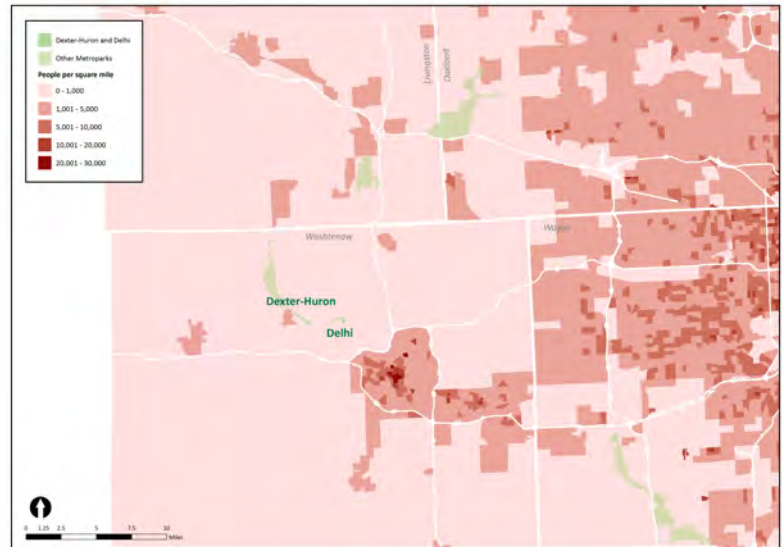 Dexter-Huron and Delhi
Other Metroparks
People per square mile
0 - 1,000
1,001 - 5,000
5,001 - 10,000
10,001 - 20,000
20,001 - 30,000
Livingston
Oakland
Washtenaw
Wayne
Dexter-Huron
Delhi
0 1.25 2.5 5 7.5 10
Miles